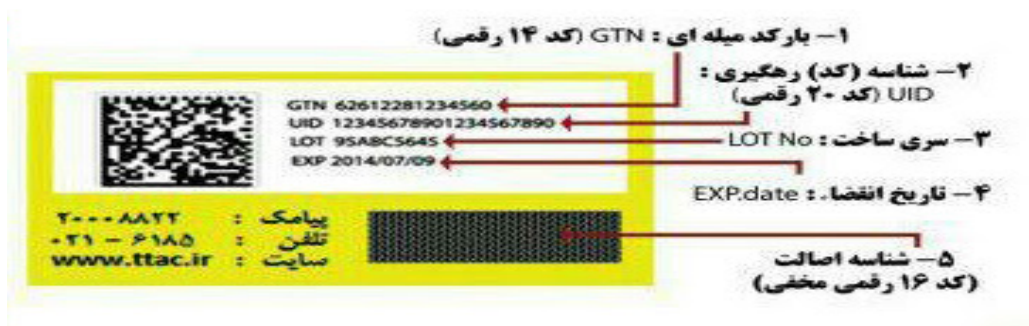 ۱- بارکد میله ای : GTN (کد ۱۴ رقمی)
۲- شناسه (کد) رهگیری :
UID (کد ۲۰ رقمی)
۳- سری ساخت : LOT No
۴- تاریخ انقضاء : EXP.date
۵- شناسه اصالت
(کد ۱۶ رقمی مخفی)
GTN 62612281234560
UID 12345678901234567890
LOT 95ABC5645
EXP 2014/07/09
پیامک : ۲۰۰۰۸۸۲۲
تلفن : ۰۲۱ - ۶۱۸۵
سایت : www.ttac.ir